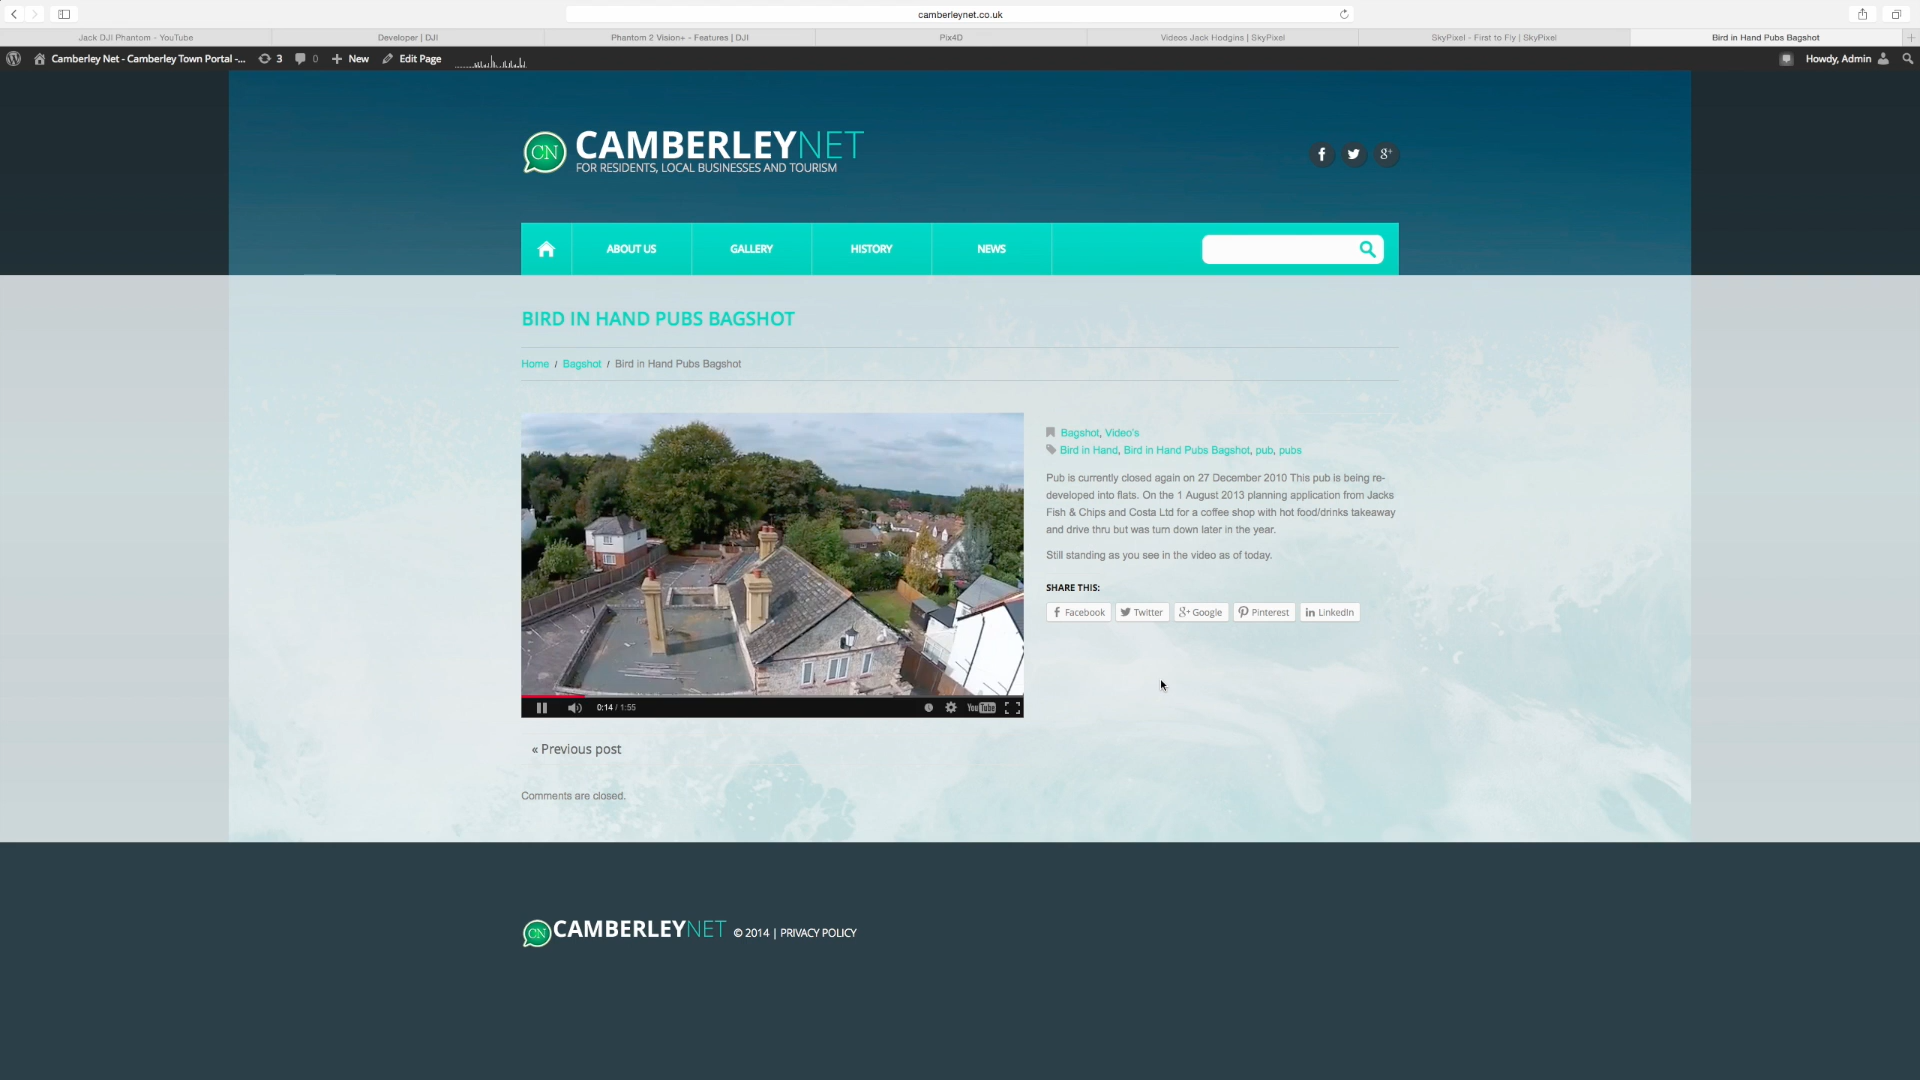 camberleynet.co.uk
Jack DJI Phantom - YouTube
Developer | DJI
Phantom 2 Vision+ - Features | DJI
Pix4D
Videos Jack Hodgins | SkyPixel
SkyPixel - First to Fly | SkyPixel
Bird in Hand Pubs Bagshot
Camberley Net - Camberley Town Portal -... 3 0 New Edit Page
Howdy, Admin
CN CAMBERLEYNET
FOR RESIDENTS, LOCAL BUSINESSES AND TOURISM
ABOUT US GALLERY HISTORY NEWS
BIRD IN HAND PUBS BAGSHOT
Home / Bagshot / Bird in Hand Pubs Bagshot
Bagshot, Video's
Bird in Hand, Bird in Hand Pubs Bagshot, pub, pubs
Pub is currently closed again on 27 December 2010 This pub is being re-
developed into flats. On the 1 August 2013 planning application from Jacks
Fish & Chips and Costa Ltd for a coffee shop with hot food/drinks takeaway
and drive thru but was turn down later in the year.
Still standing as you see in the video as of today.
SHARE THIS:
Facebook Twitter Google Pinterest LinkedIn
0:14 / 1:55 YouTube
« Previous post
Comments are closed.
CN CAMBERLEYNET © 2014 | PRIVACY POLICY